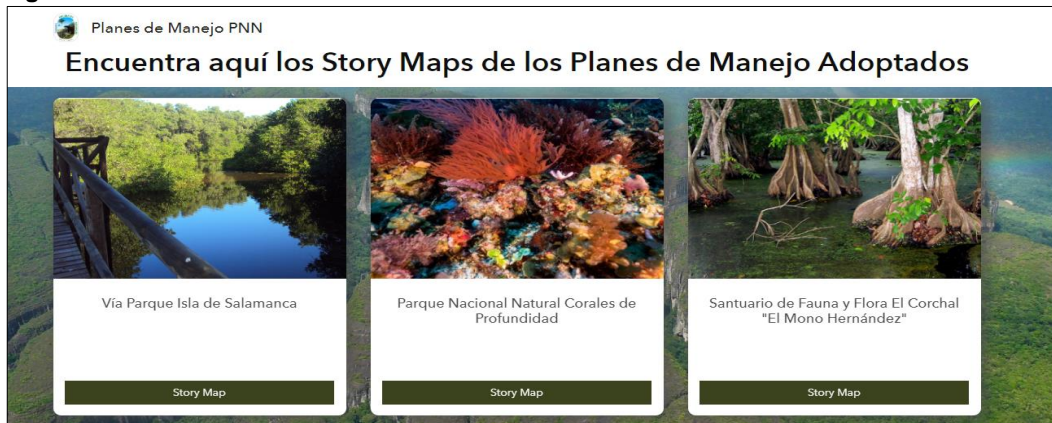 Planes de Manejo PNN
Encuentra aquí los Story Maps de los Planes de Manejo Adoptados
Vía Parque Isla de Salamanca
Parque Nacional Natural Corales de
Profundidad
Santuario de Fauna y Flora El Corchal
"El Mono Hernández"
Story Map
Story Map
Story Map